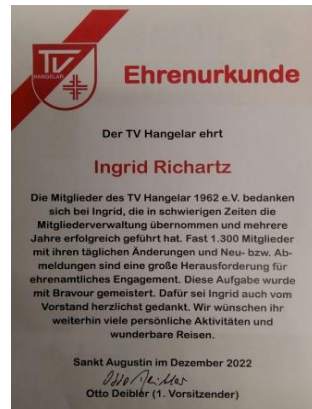 TV
HANGELAR
Ehrenurkunde
Der TV Hangelar ehrt
Ingrid Richartz
Die Mitglieder des TV Hangelar 1962 e.V. bedanken
sich bei Ingrid, die in schwierigen Zeiten die
Mitgliederverwaltung übernommen und mehrere
Jahre erfolgreich geführt hat. Fast 1.300 Mitglieder
mit ihren täglichen Änderungen und Neu- bzw. Ab-
meldungen sind eine große Herausforderung für
ehrenamtliches Engagement. Diese Aufgabe wurde
mit Bravour gemeistert. Dafür sei Ingrid auch vom
Vorstand herzlichst gedankt. Wir wünschen ihr
weiterhin viele persönliche Aktivitäten und
wunderbare Reisen.
Sankt Augustin im Dezember 2022
Otto Deibler
Otto Deibler (1. Vorsitzender)